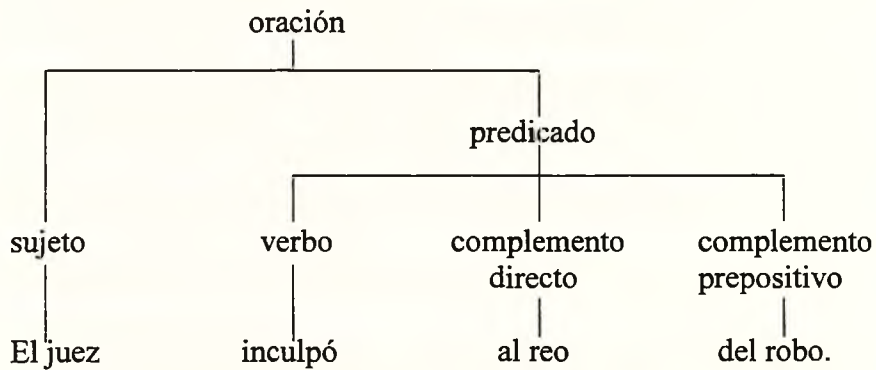 oración
predicado
sujeto verbo complemento directo complemento prepositivo
El juez inculpó al reo del robo.